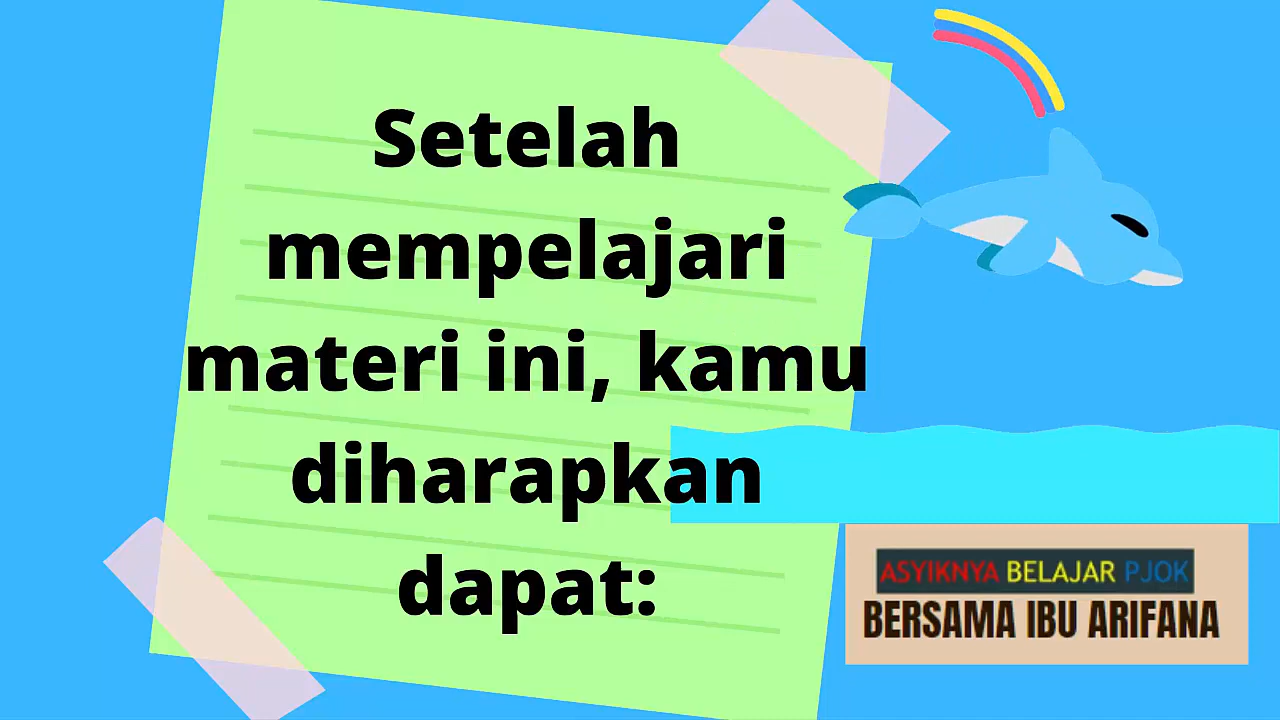 Setelah
mempelajari
materi ini, kamu
diharapkan
dapat:
ASYIKNYA BELAJAR PJOK
BERSAMA IBU ARIFANA